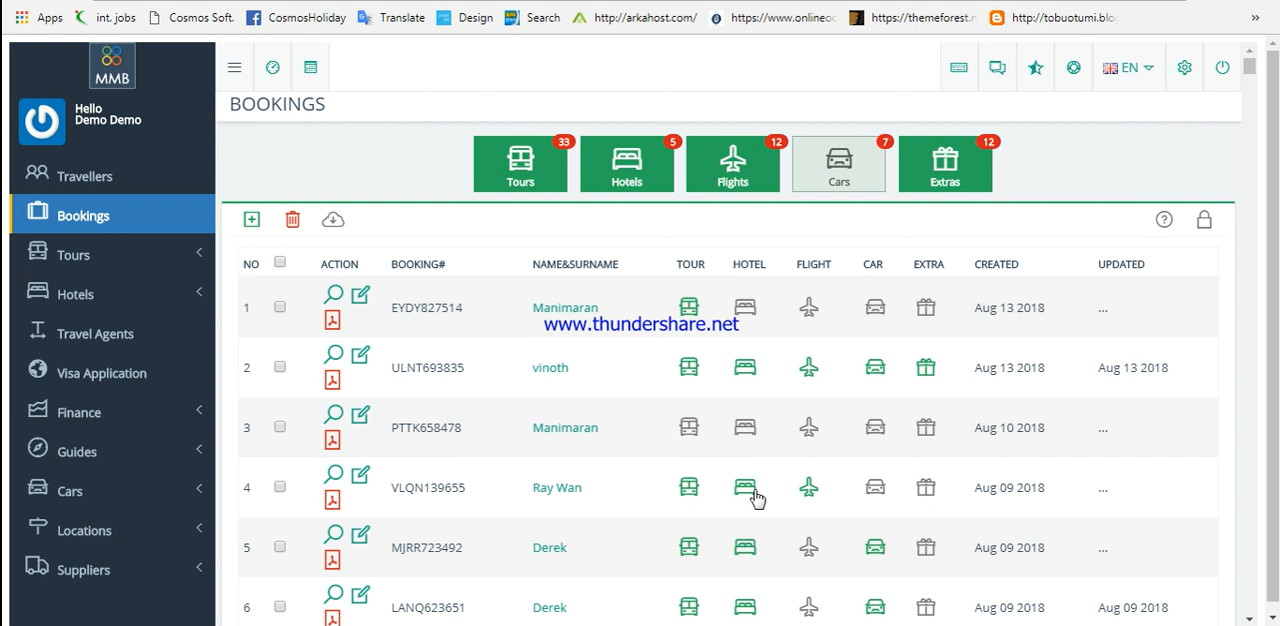 Apps int. jobs Cosmos Soft. CosmosHoliday Translate Design Search http://arkahost.com/ https://www.onlineoc https://themeforest.n http://tobuotumi.blo »
MMB
Hello
Demo Demo
EN
BOOKINGS
33 5 12 7 12
Tours Hotels Flights Cars Extras
Travellers
Bookings
Tours
Hotels
Travel Agents
Visa Application
Finance
Guides
Cars
Locations
Suppliers
NO ACTION BOOKING# NAME&SURNAME TOUR HOTEL FLIGHT CAR EXTRA CREATED UPDATED
1 EYDY827514 Manimaran Aug 13 2018 ...
www.thundershare.net
2 ULNT693835 vinoth Aug 13 2018 Aug 13 2018
3 PTTK658478 Manimaran Aug 10 2018 ...
4 VLQN139655 Ray Wan Aug 09 2018 ...
5 MJRR723492 Derek Aug 09 2018 ...
6 LANQ623651 Derek Aug 09 2018 Aug 09 2018